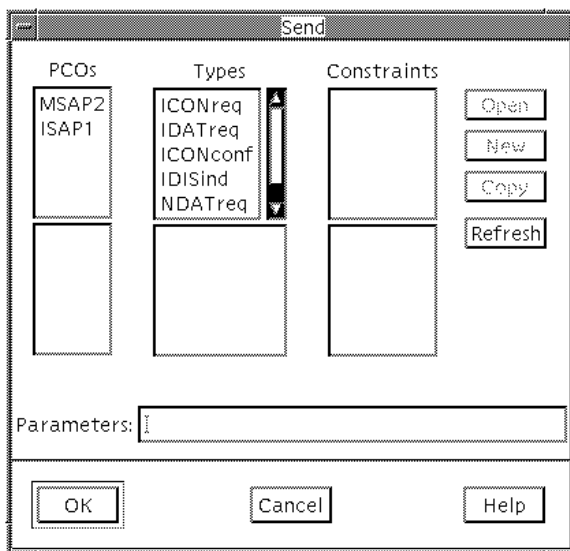 Send
PCOs
Types
Constraints
MSAP2
ISAP1
ICONreq
IDATreq
ICONconf
IDISind
NDATreq
Open
New
Copy
Refresh
Parameters:
OK
Cancel
Help